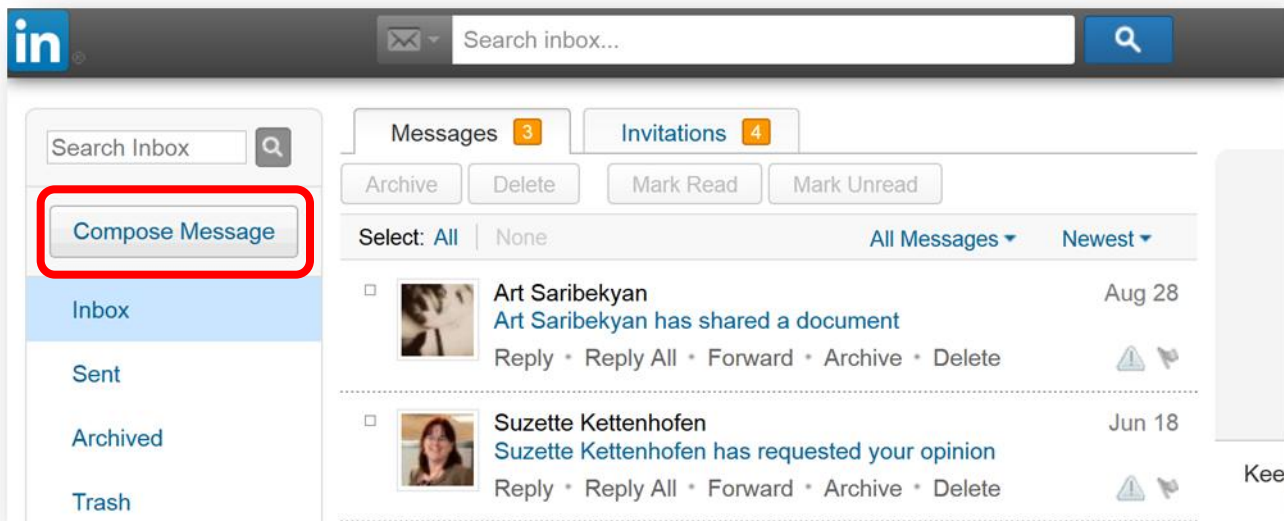 in
Search inbox...
Search Inbox
Compose Message
Inbox
Sent
Archived
Trash
Messages 3
Invitations 4
Archive
Delete
Mark Read
Mark Unread
Select: All | None
All Messages
Newest
Art Saribekyan
Aug 28
Art Saribekyan has shared a document
Reply • Reply All • Forward • Archive • Delete
Suzette Kettenhofen
Jun 18
Suzette Kettenhofen has requested your opinion
Reply • Reply All • Forward • Archive • Delete
Kee